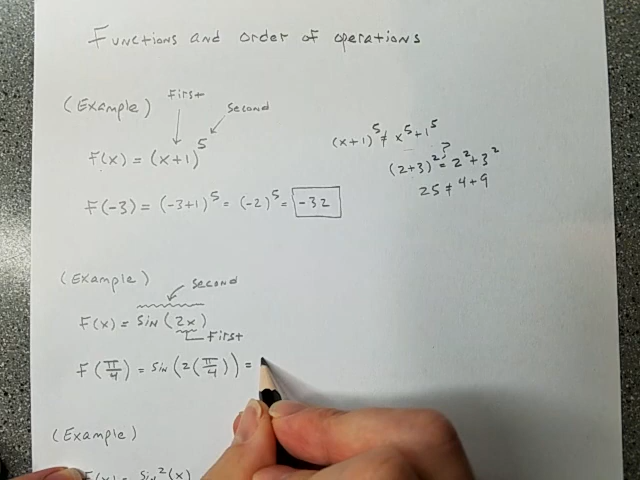 Functions and order of operations
(Example)
First
second
F(x) = (x+1)^5
F(-3) = (-3+1)^5 = (-2)^5 = -32
(x+1)^5 ≠ x^5+1^5
(2+3)^2 ?= 2^2+3^2
25 ≠ 4+9
(Example)
second
F(x) = sin(2x)
First
F(π/4) = sin(2(π/4)) =
(Example)
F(x) = sin^2(x)